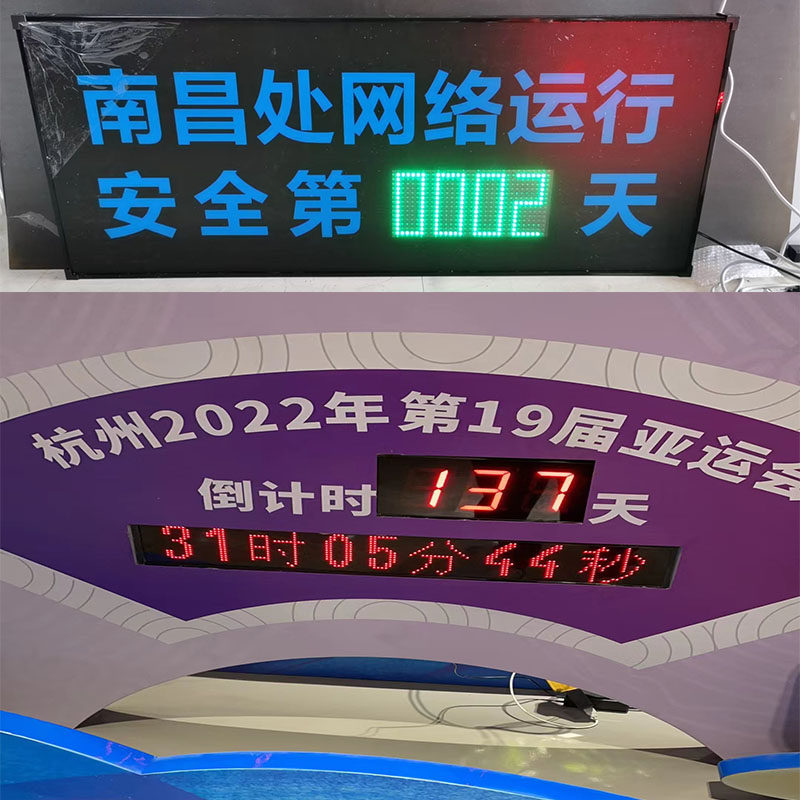 南昌处网络运行
安全第0002天
杭州2022年第19届亚运会
倒计时137天
31时05分44秒